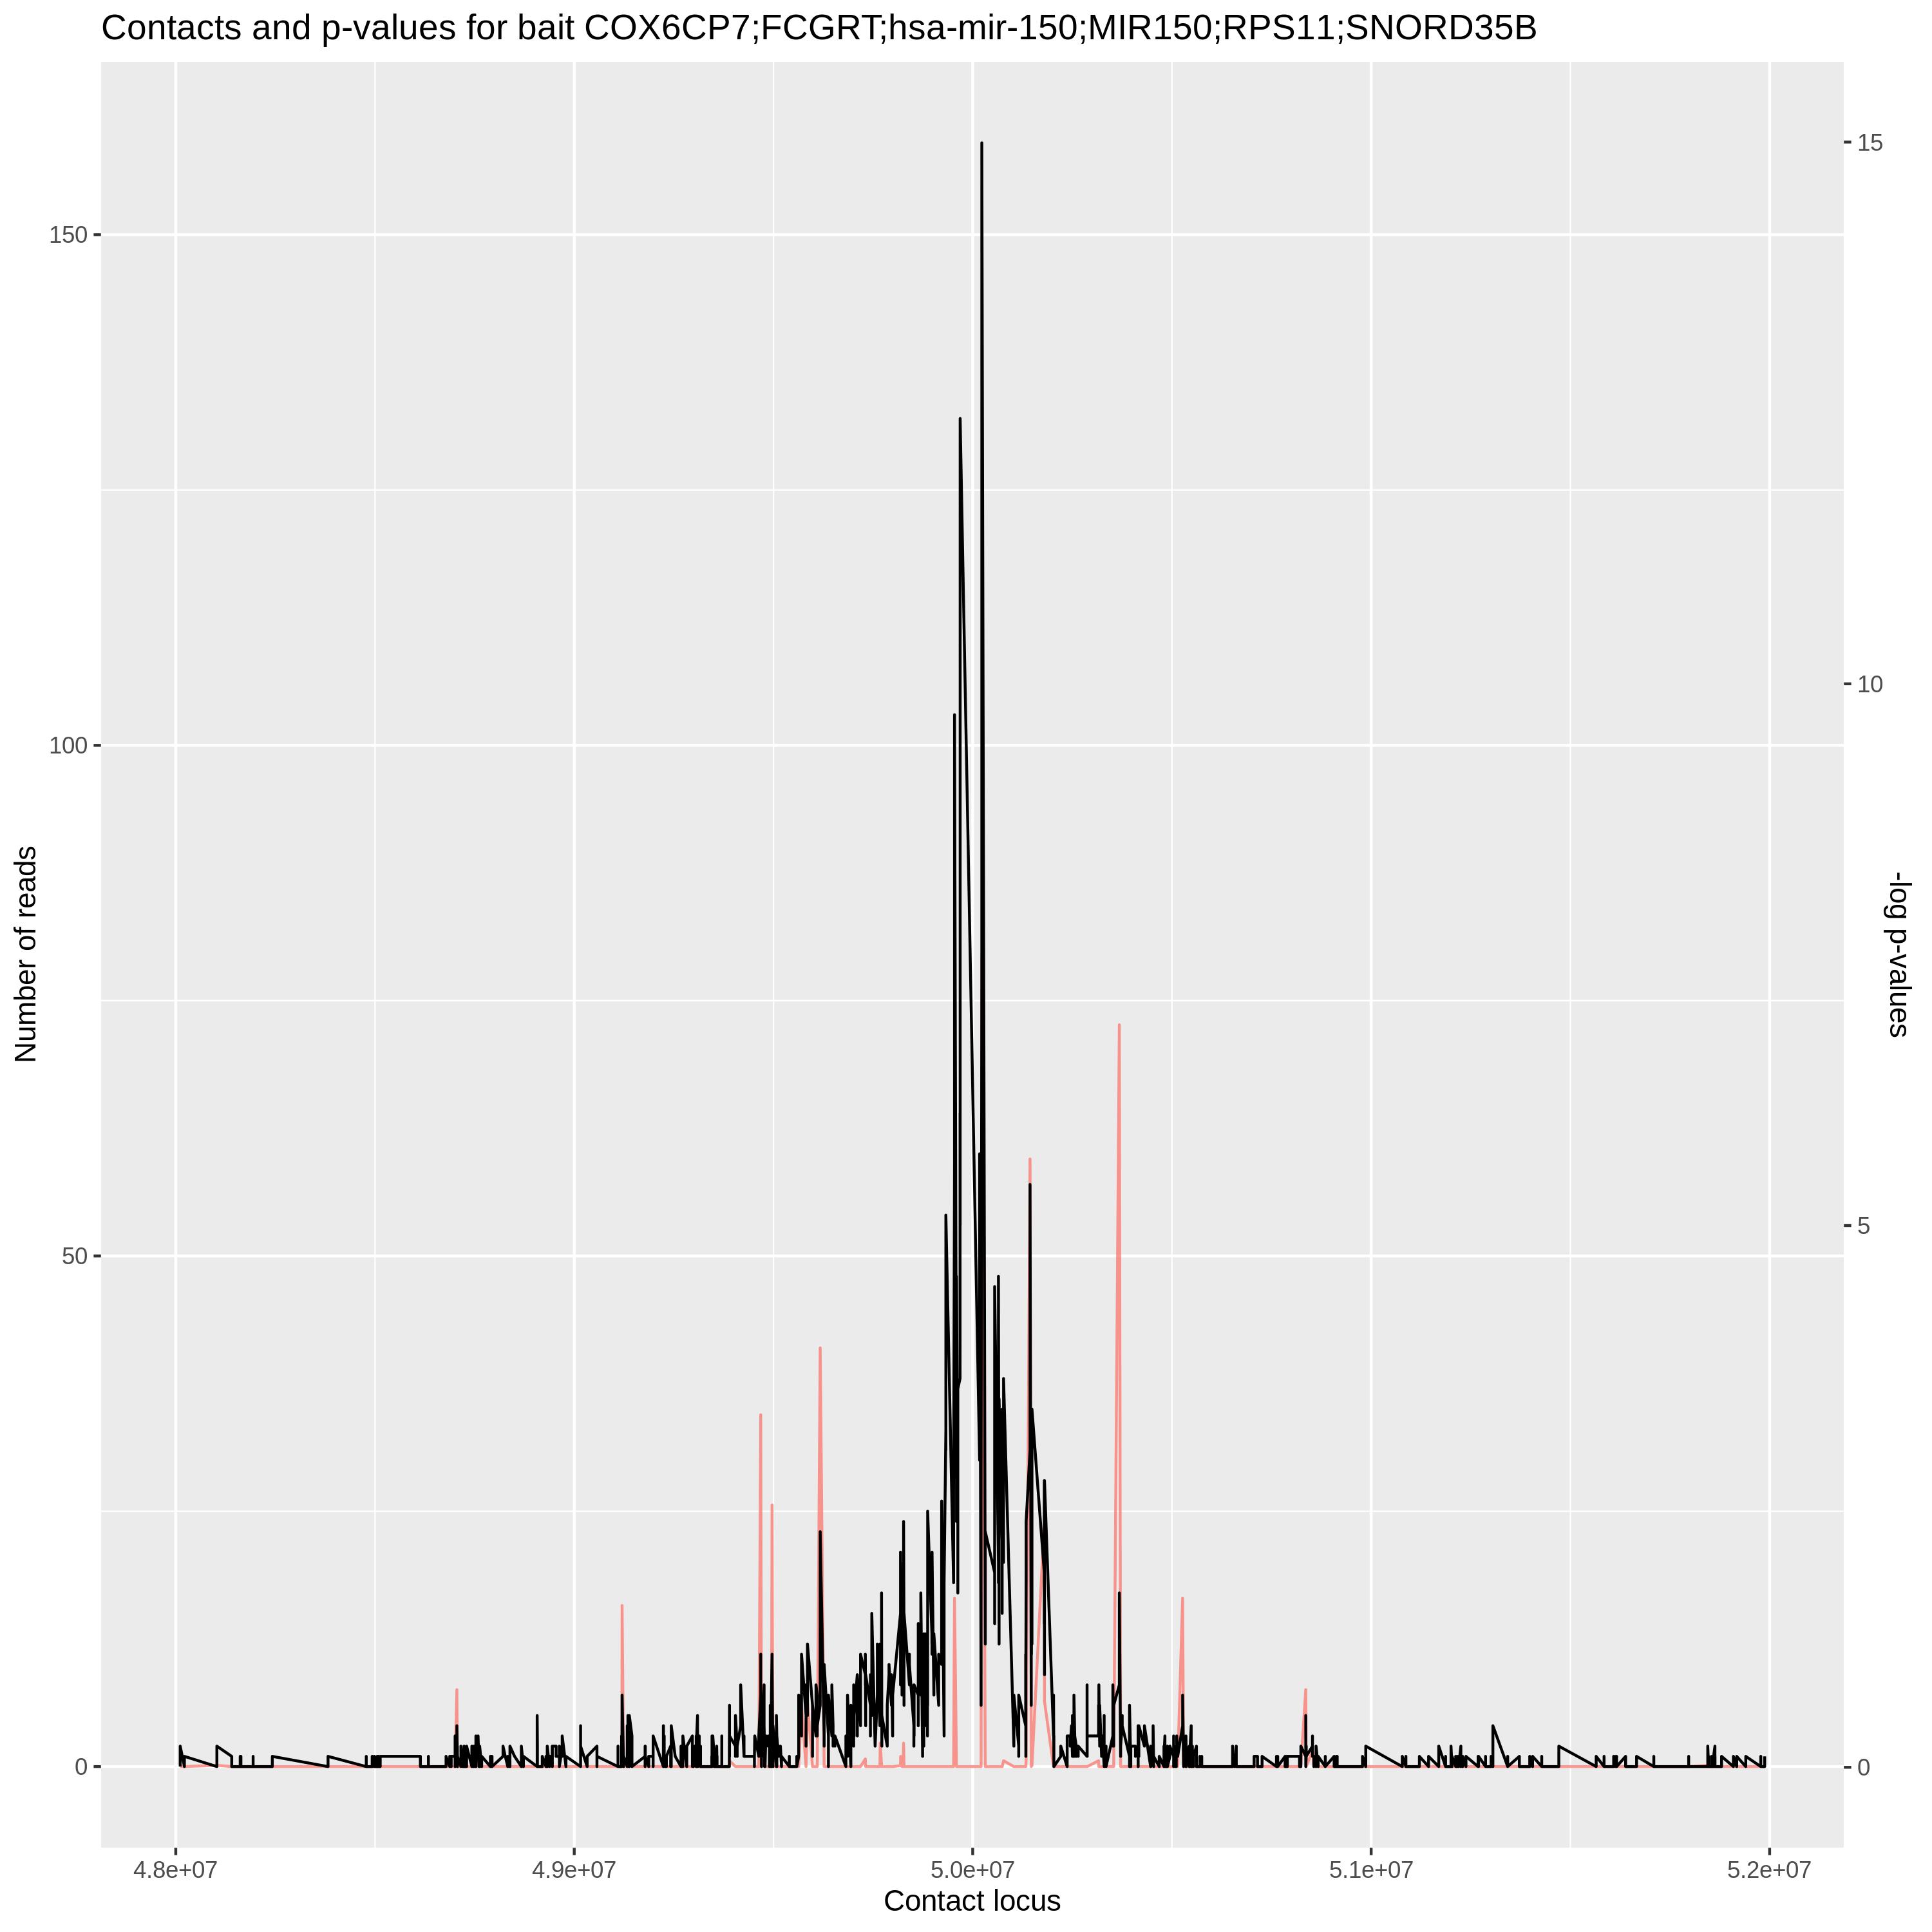 Contacts and p-values for bait COX6CP7;FCGRT;hsa-mir-150;MIR150;RPS11;SNORD35B
Number of reads
150
100
50
0
15
10
5
0
-log p-values
4.8e+07
4.9e+07
5.0e+07
5.1e+07
5.2e+07
Contact locus